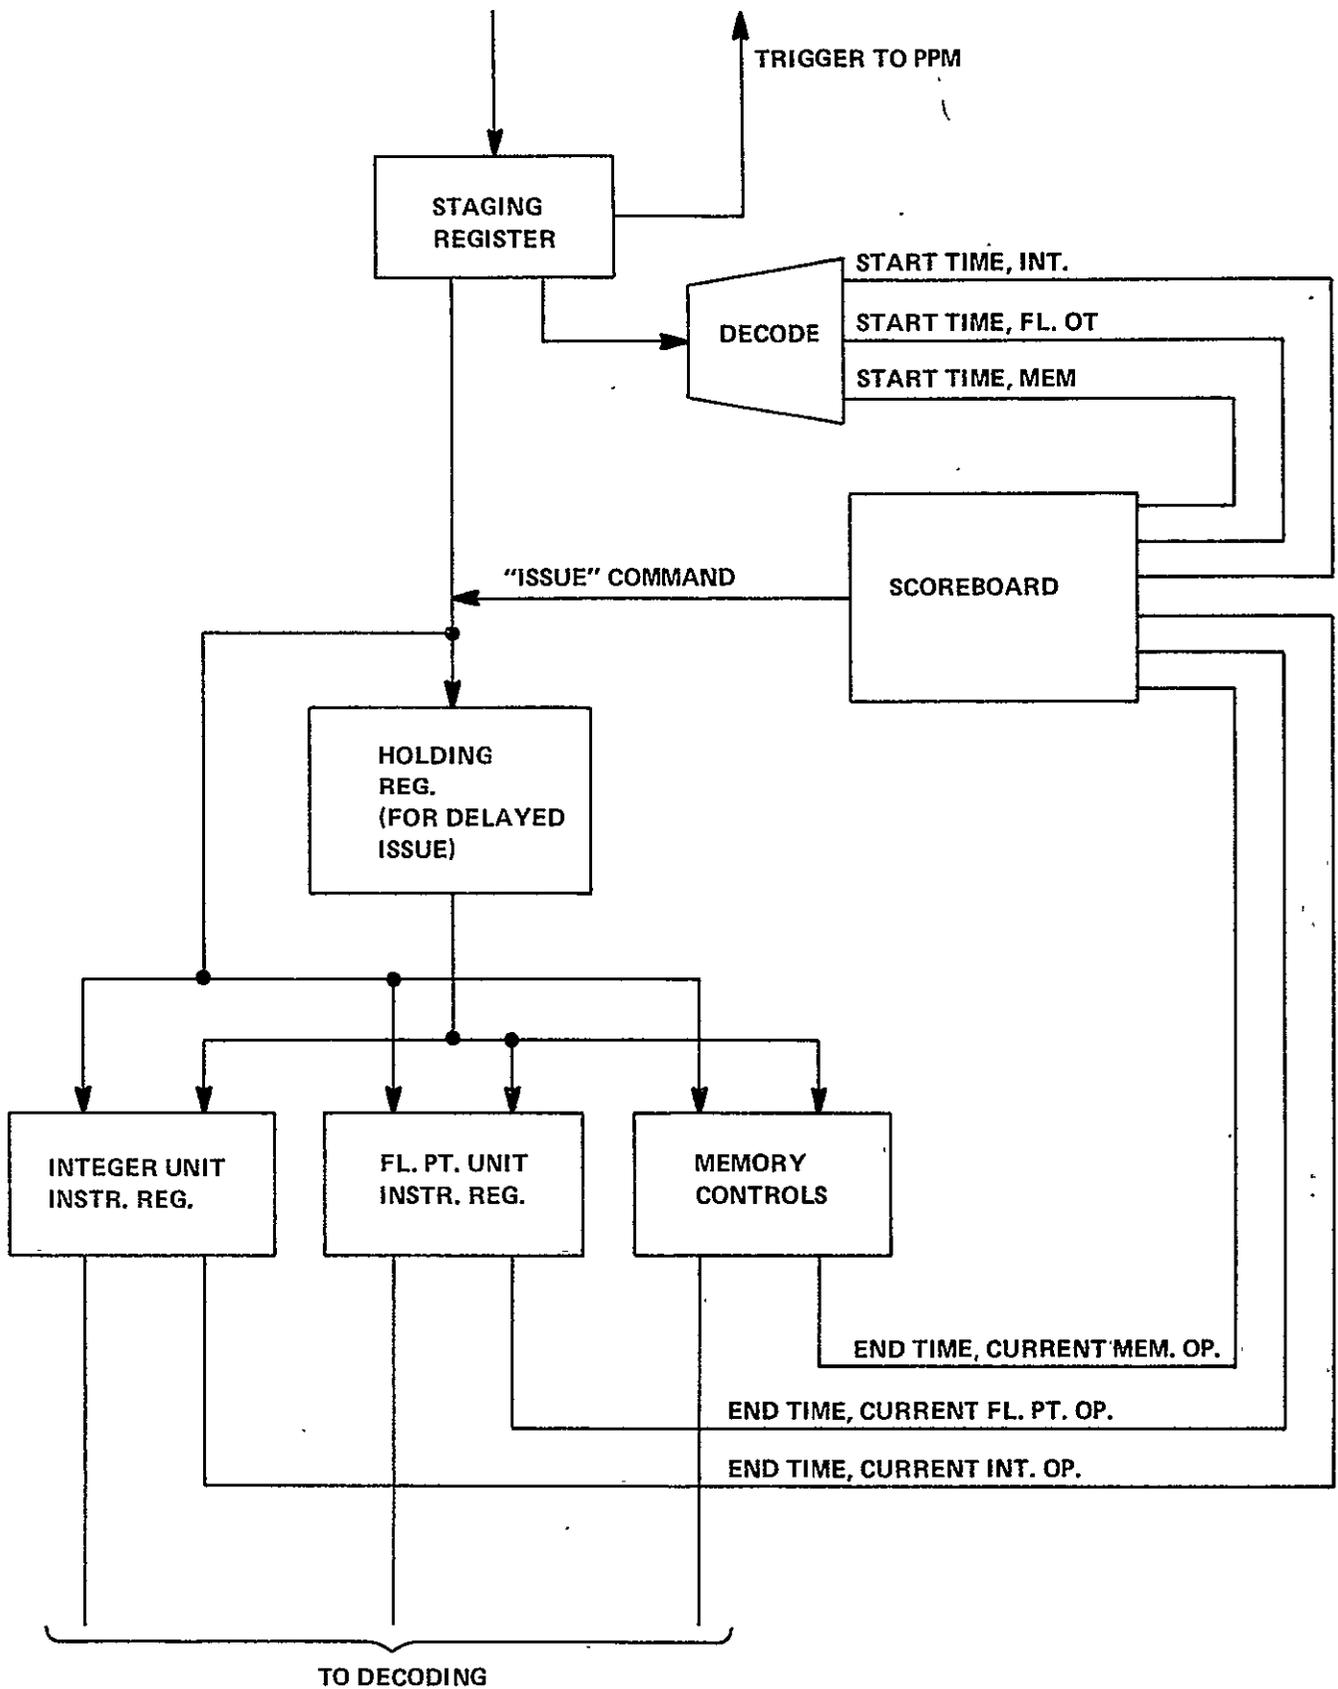 TRIGGER TO PPM
STAGING
REGISTER
START TIME, INT.
START TIME, FL. OT
DECODE
START TIME, MEM
"ISSUE" COMMAND
SCOREBOARD
HOLDING
REG.
(FOR DELAYED
ISSUE)
INTEGER UNIT
INSTR. REG.
FL. PT. UNIT
INSTR. REG.
MEMORY
CONTROLS
END TIME, CURRENT MEM. OP.
END TIME, CURRENT FL. PT. OP.
END TIME, CURRENT INT. OP.
TO DECODING